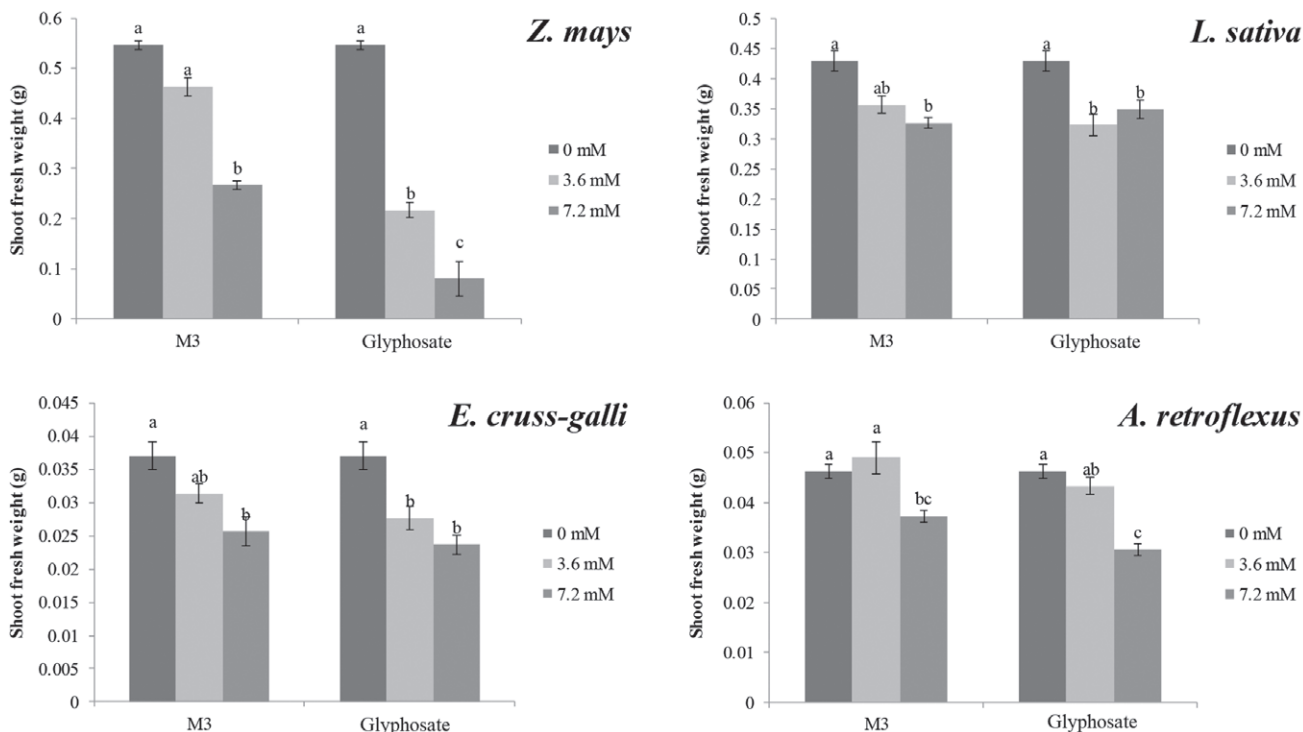 Z. mays
Shoot fresh weight (g)
0.6
0.5
0.4
0.3
0.2
0.1
0
a
a
b
a
b
c
M3
Glyphosate
0 mM
3.6 mM
7.2 mM
L. sativa
Shoot fresh weight (g)
0.5
0.45
0.4
0.35
0.3
0.25
0.2
0.15
0.1
0.05
0
a
ab
b
a
b
b
M3
Glyphosate
0 mM
3.6 mM
7.2 mM
E. cruss-galli
Shoot fresh weight (g)
0.045
0.04
0.035
0.03
0.025
0.02
0.015
0.01
0.005
0
a
ab
b
a
b
b
M3
Glyphosate
0 mM
3.6 mM
7.2 mM
A. retroflexus
Shoot fresh weight (g)
0.06
0.05
0.04
0.03
0.02
0.01
0
a
a
bc
a
ab
c
M3
Glyphosate
0 mM
3.6 mM
7.2 mM